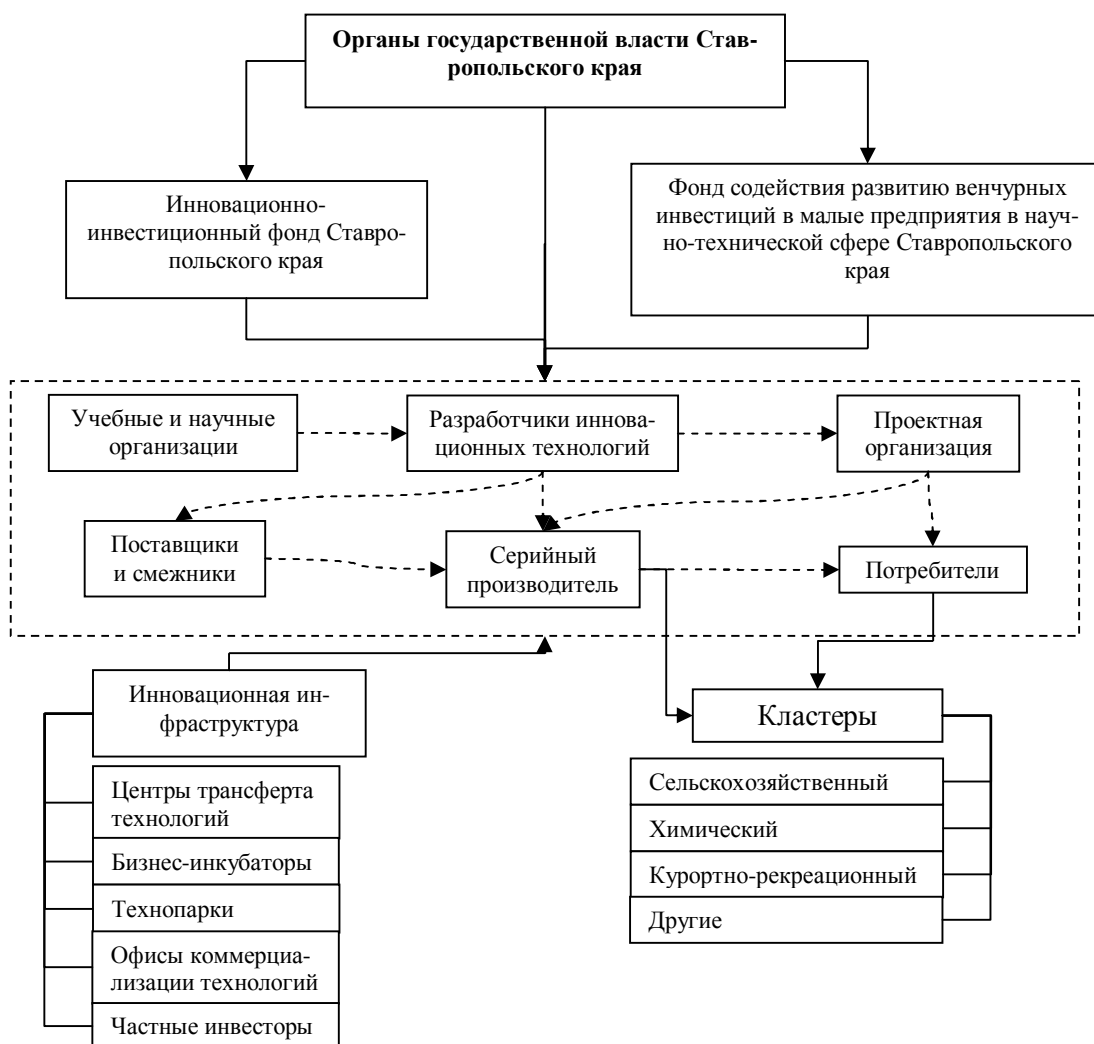 Органы государственной власти Став-
ропольского края
Инновационно-
инвестиционный фонд Ставро-
польского края
Фонд содействия развитию венчурных
инвестиций в малые предприятия в науч-
но-технической сфере Ставропольского
края
Учебные и научные
организации
Разработчики иннова-
ационных технологий
Проектная
организация
Поставщики
и смежники
Серийный
производитель
Потребители
Инновационная ин-
фраструктура
Центры трансферта
технологий
Бизнес-инкубаторы
Технопарки
Офисы коммерциа-
лизации технологий
Частные инвесторы
Кластеры
Сельскохозяйственный
Химический
Курортно-рекреационный
Другие